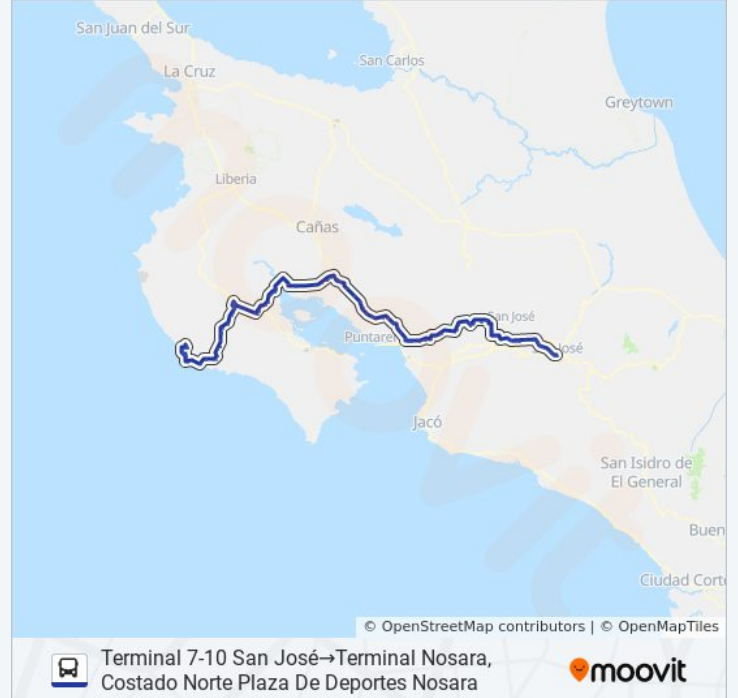 San Juan del Sur
San Carlos
La Cruz
Greytown
Liberia
Cañas
San José
José
Jacó
San Isidro de
El General
Buen
Ciudad Cort
© OpenStreetMap contributors | © OpenMapTiles
Terminal 7-10 San José→Terminal Nosara,
Costado Norte Plaza De Deportes Nosara
moovit